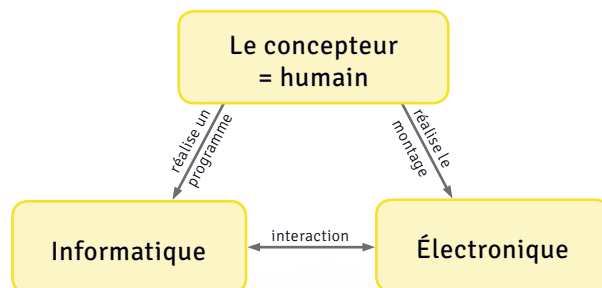 Le concepteur
= humain
réalise un
programme
réalise le
montage
Informatique
interaction
Électronique